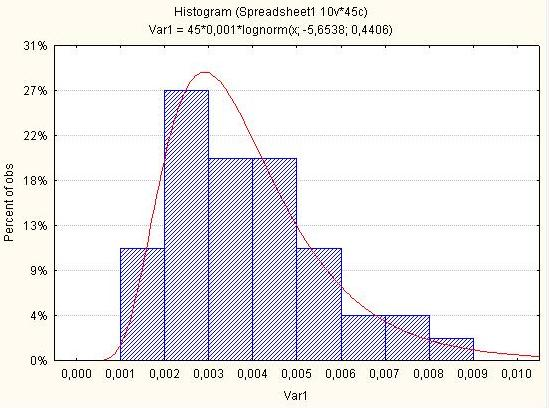 Histogram (Spreadsheet1 10v*45c)
Var1 = 45*0,001*lognorm(x; -5,6538; 0,4406)
31%
27%
22%
18%
13%
9%
4%
0%
Percent of obs
0,000 0,001 0,002 0,003 0,004 0,005 0,006 0,007 0,008 0,009 0,010
Var1